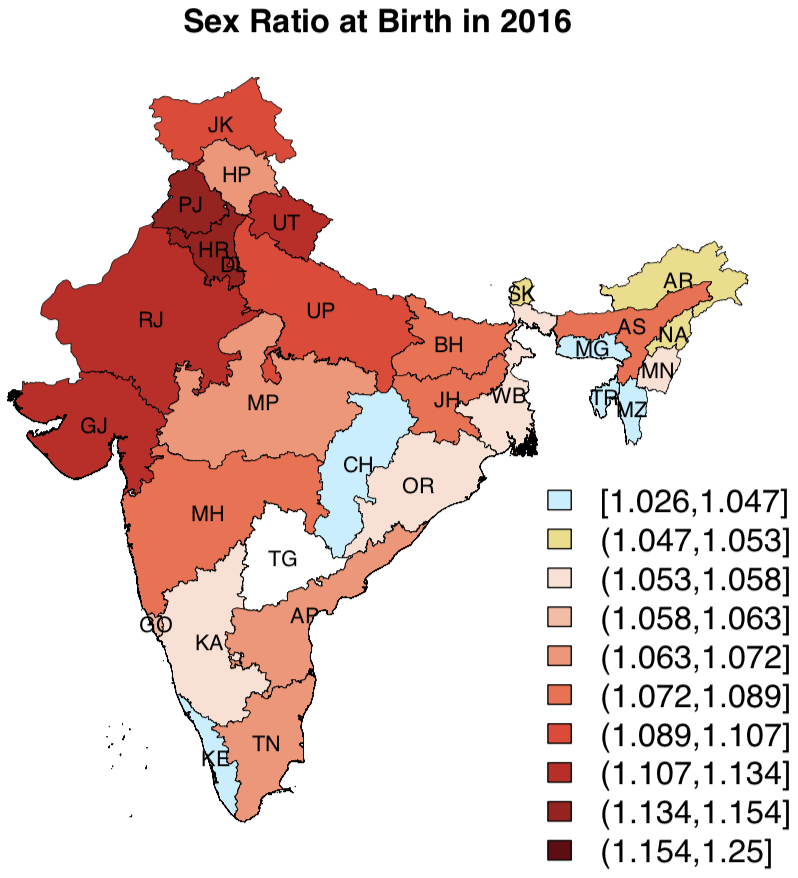 Sex Ratio at Birth in 2016
JK
HP
PJ
UT
HR
DL
SK
AR
RJ
UP
AS
NA
BH
MG
MN
MP
JH
WB
TR
MZ
GJ
CH
OR
MH
TG
GO
AP
KA
TN
KE
[1.026,1.047]
(1.047,1.053]
(1.053,1.058]
(1.058,1.063]
(1.063,1.072]
(1.072,1.089]
(1.089,1.107]
(1.107,1.134]
(1.134,1.154]
(1.154,1.25]